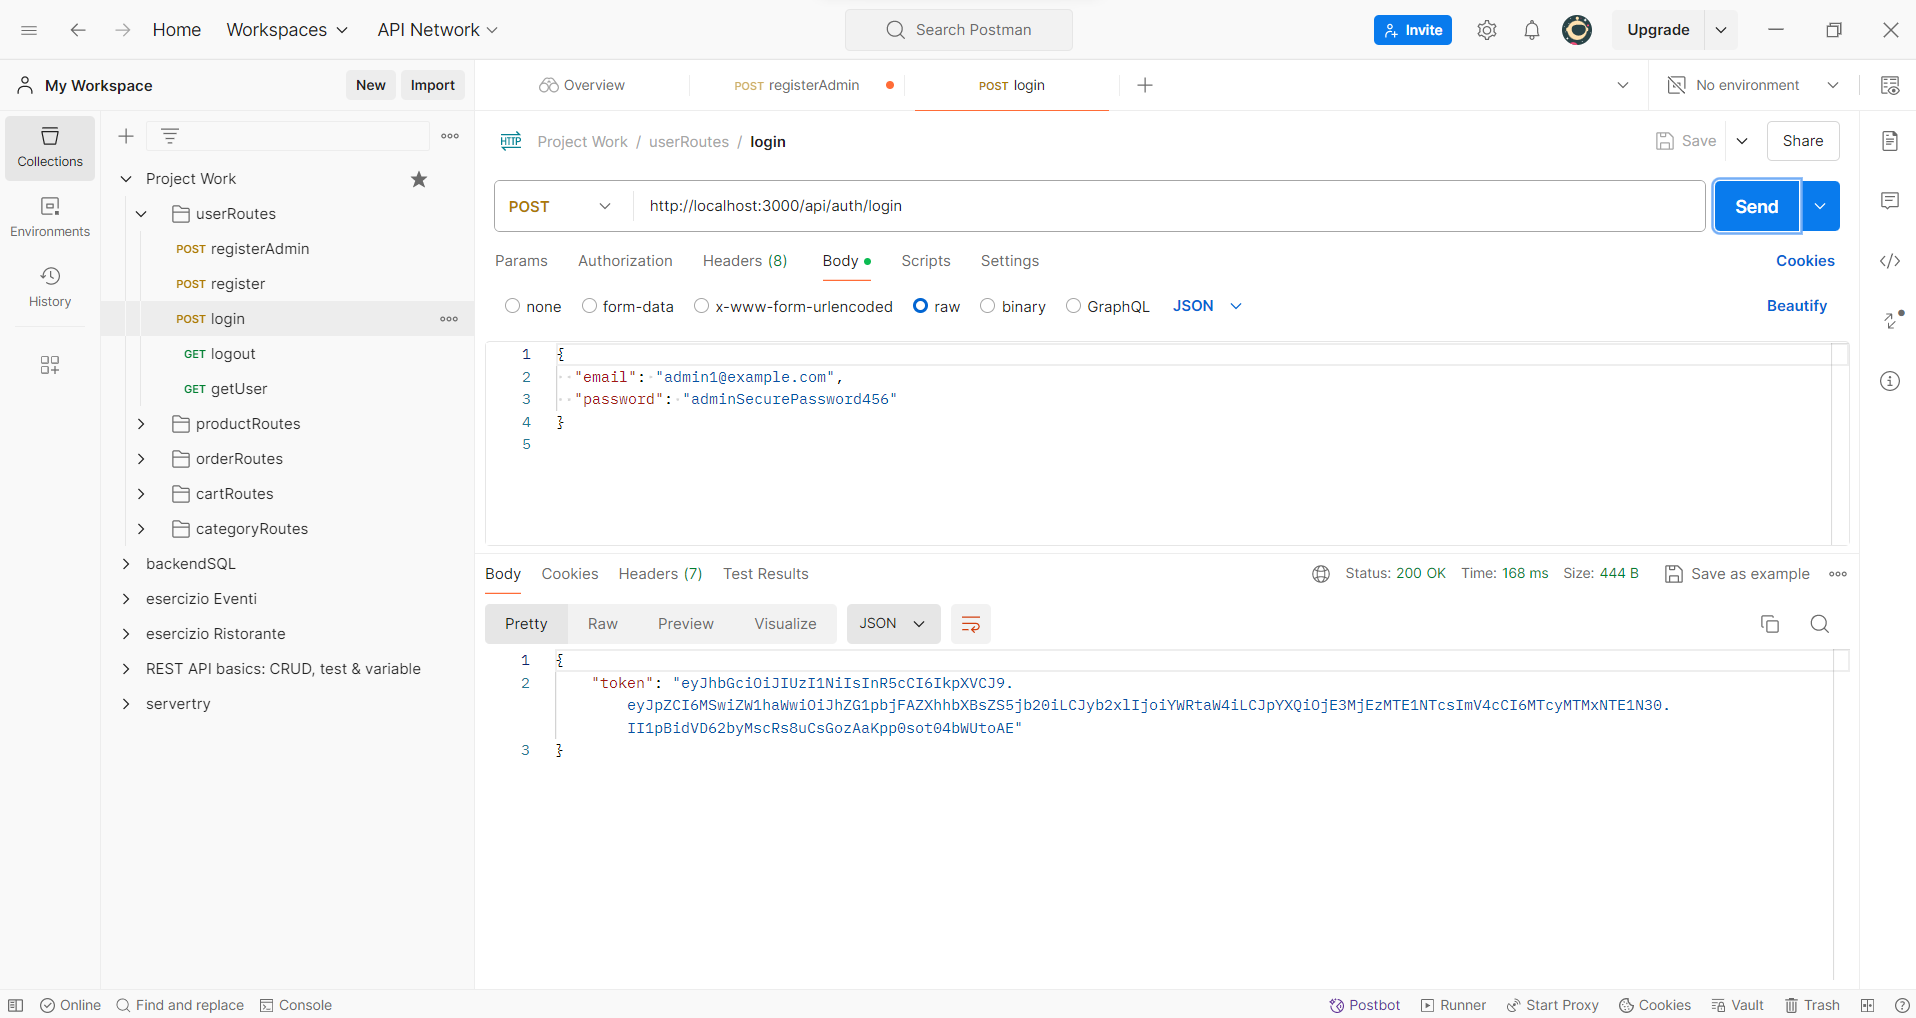 Home
Workspaces
API Network
Search Postman
Invite
Upgrade
My Workspace
New
Import
Overview
POST registerAdmin
POST login
No environment
Collections
Environments
History
Project Work
userRoutes
POST registerAdmin
POST register
POST login
GET logout
GET getUser
productRoutes
orderRoutes
cartRoutes
categoryRoutes
backendSQL
esercizio Eventi
esercizio Ristorante
REST API basics: CRUD, test & variable
servertry
HTTP Project Work / userRoutes / login
Save
Share
POST
http://localhost:3000/api/auth/login
Send
Params Authorization Headers (8) Body Scripts Settings
Cookies
none form-data x-www-form-urlencoded raw binary GraphQL JSON
Beautify
1 {
2 "email": "admin1@example.com",
3 "password": "adminSecurePassword456"
4 }
5
Body Cookies Headers (7) Test Results
Status: 200 OK Time: 168 ms Size: 444 B
Save as example
Pretty Raw Preview Visualize
JSON
1 {
2 "token": "eyJhbGciOiJIUzI1NiIsInR5cCI6IkpXVCJ9.
eyJpZCI6MSwiZW1haWwiOiJhZG1pbjFAZXhhbXBsZS5jb20iLCJyb2xlIjoiYWRtaW4iLCJpYXQiOjE3MjEzMTE1NTcsImV4cCI6MTcyMTMxNTE1N30.
II1pBidVD62byMscRs8uCsGozAaKpp0sot04bWUtoAE"
3 }
Online
Find and replace
Console
Postbot
Runner
Start Proxy
Cookies
Vault
Trash